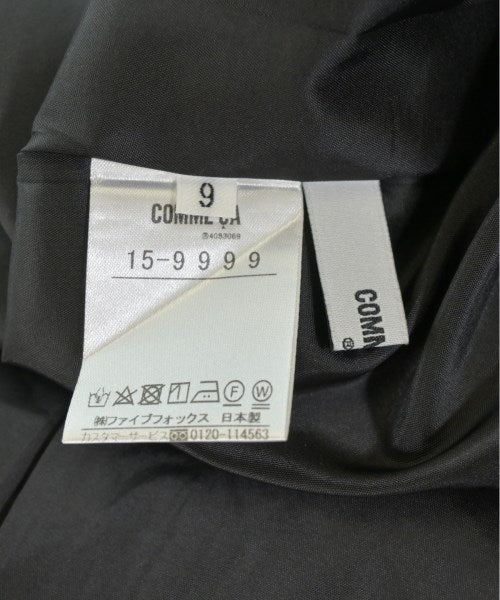 9
COMME ÇA
15-9999
㈱ファイブフォックス 日本製
カスタマーサービス 0120-114563
COMM